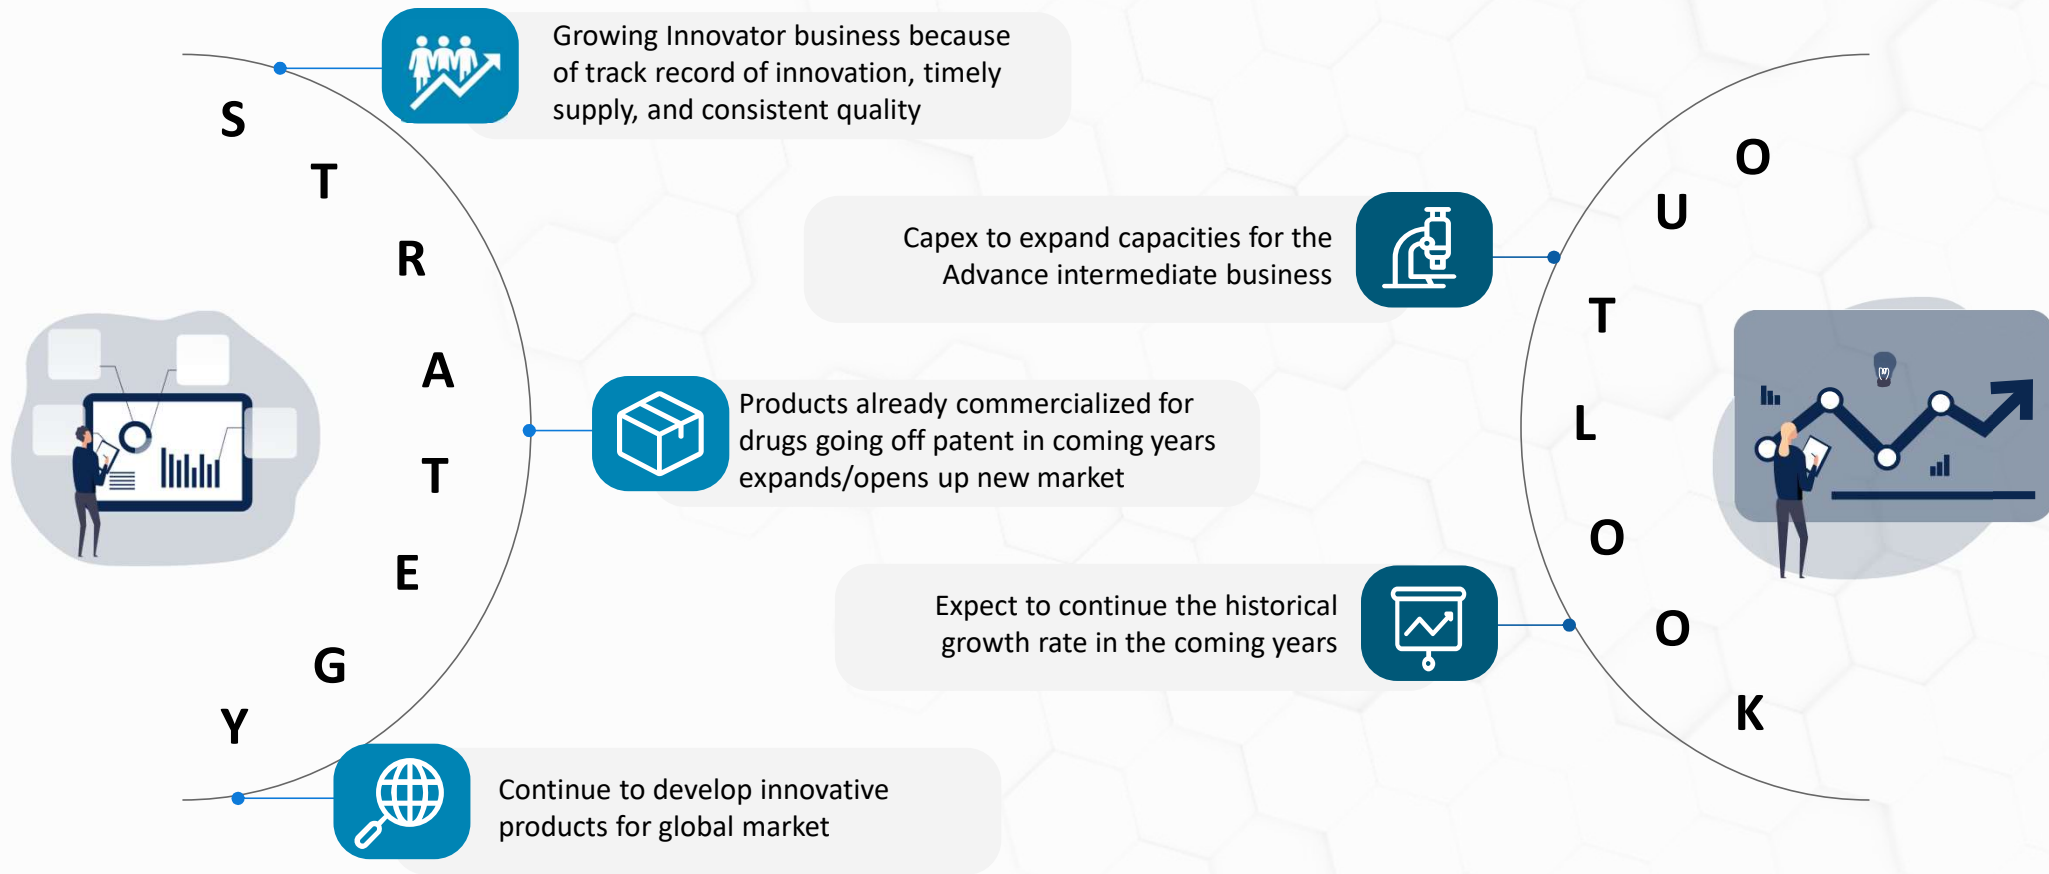 STRATEGY
Growing Innovator business because
of track record of innovation, timely
supply, and consistent quality
Products already commercialized for
drugs going off patent in coming years
expands/opens up new market
Continue to develop innovative
products for global market
OUTLOOK
Capex to expand capacities for the
Advance intermediate business
Expect to continue the historical
growth rate in the coming years